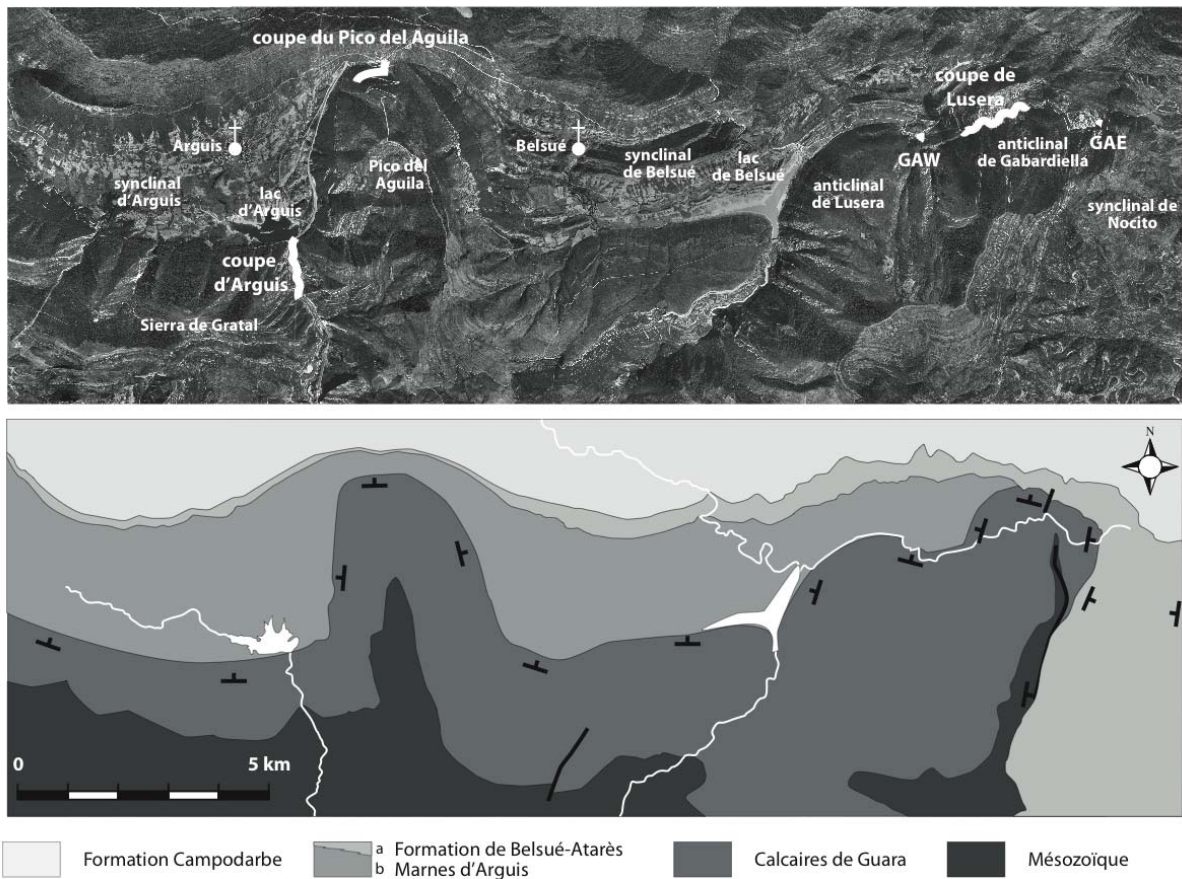 coupe du Pico del Aguila
coupe de
Lusera
Arguis
Belsué
GAW
GAE
Pico del
Aguila
synclinal
de Belsué
lac
de Belsué
anticlinal
de Gabardiella
synclinal
d'Arguis
lac
d'Arguis
anticlinal
de Lusera
synclinal de
Nocito
coupe
d'Arguis
Sierra de Gratal
N
0
5 km
Formation Campodarbe
a
b
Formation de Belsué-Atarès
Marnes d'Arguis
Calcaires de Guara
Mésozoïque